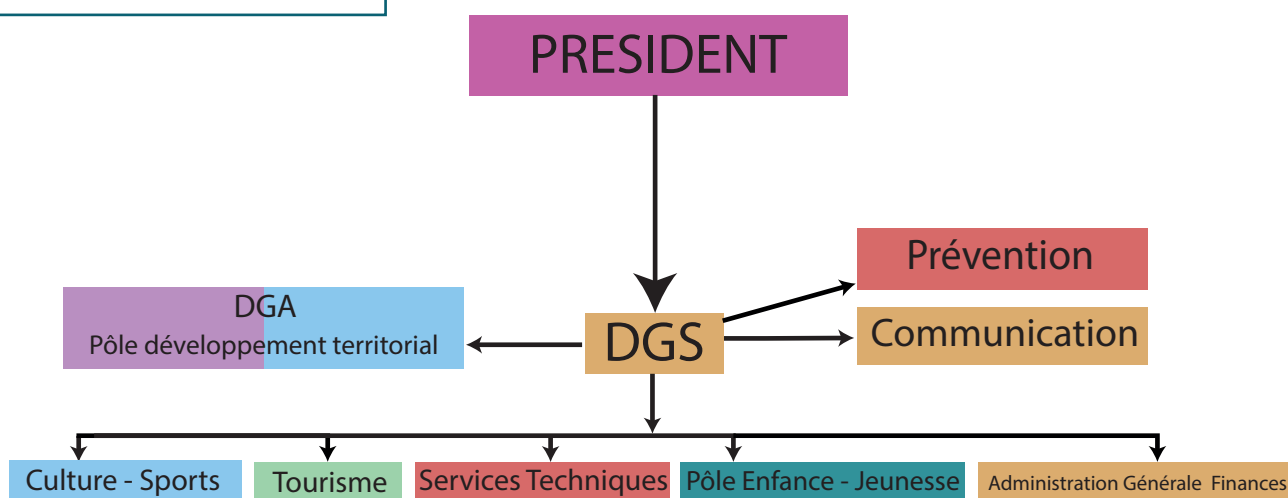 PRESIDENT
Prévention
DGA
Pôle développement territorial
DGS
Communication
Culture - Sports
Tourisme
Services Techniques
Pôle Enfance - Jeunesse
Administration Générale Finances